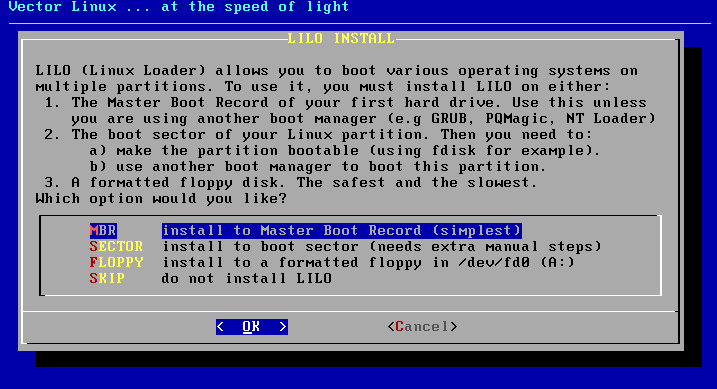 Vector Linux ... at the speed of light
LILO INSTALL
LILO (Linux Loader) allows you to boot various operating systems on
multiple partitions. To use it, you must install LILO on either:
1. The Master Boot Record of your first hard drive. Use this unless
you are using another boot manager (e.g GRUB, PQMagic, NT Loader)
2. The boot sector of your Linux partition. Then you need to:
a) make the partition bootable (using fdisk for example).
b) use another boot manager to boot this partition.
3. A formatted floppy disk. The safest and the slowest.
Which option would you like?
MBR install to Master Boot Record (simplest)
SECTOR install to boot sector (needs extra manual steps)
FLOPPY install to a formatted floppy in /dev/fd0 (A:)
SKIP do not install LILO
< OK > <Cancel>